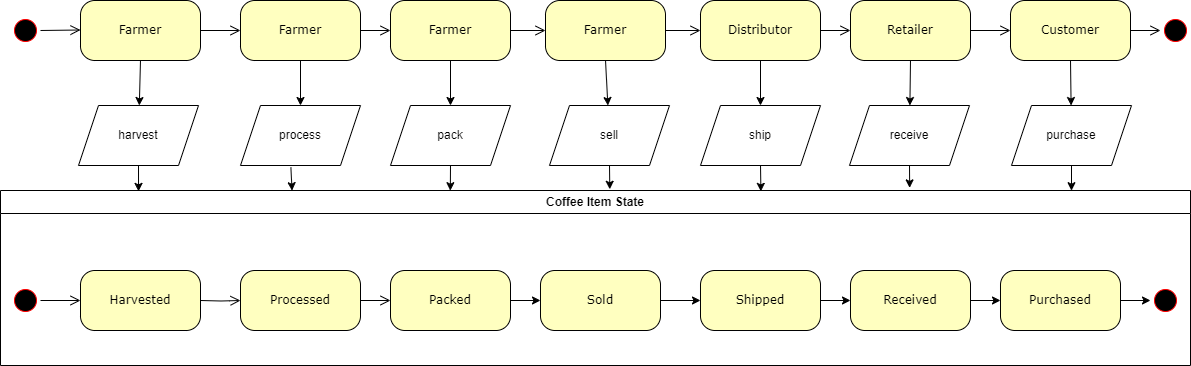 Farmer
Farmer
Farmer
Farmer
Distributor
Retailer
Customer
harvest
process
pack
sell
ship
receive
purchase
Coffee Item State
Harvested
Processed
Packed
Sold
Shipped
Received
Purchased